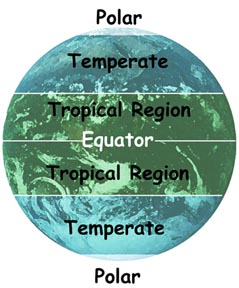 Polar
Temperate
Tropical Region
Equator
Tropical Region
Temperate
Polar